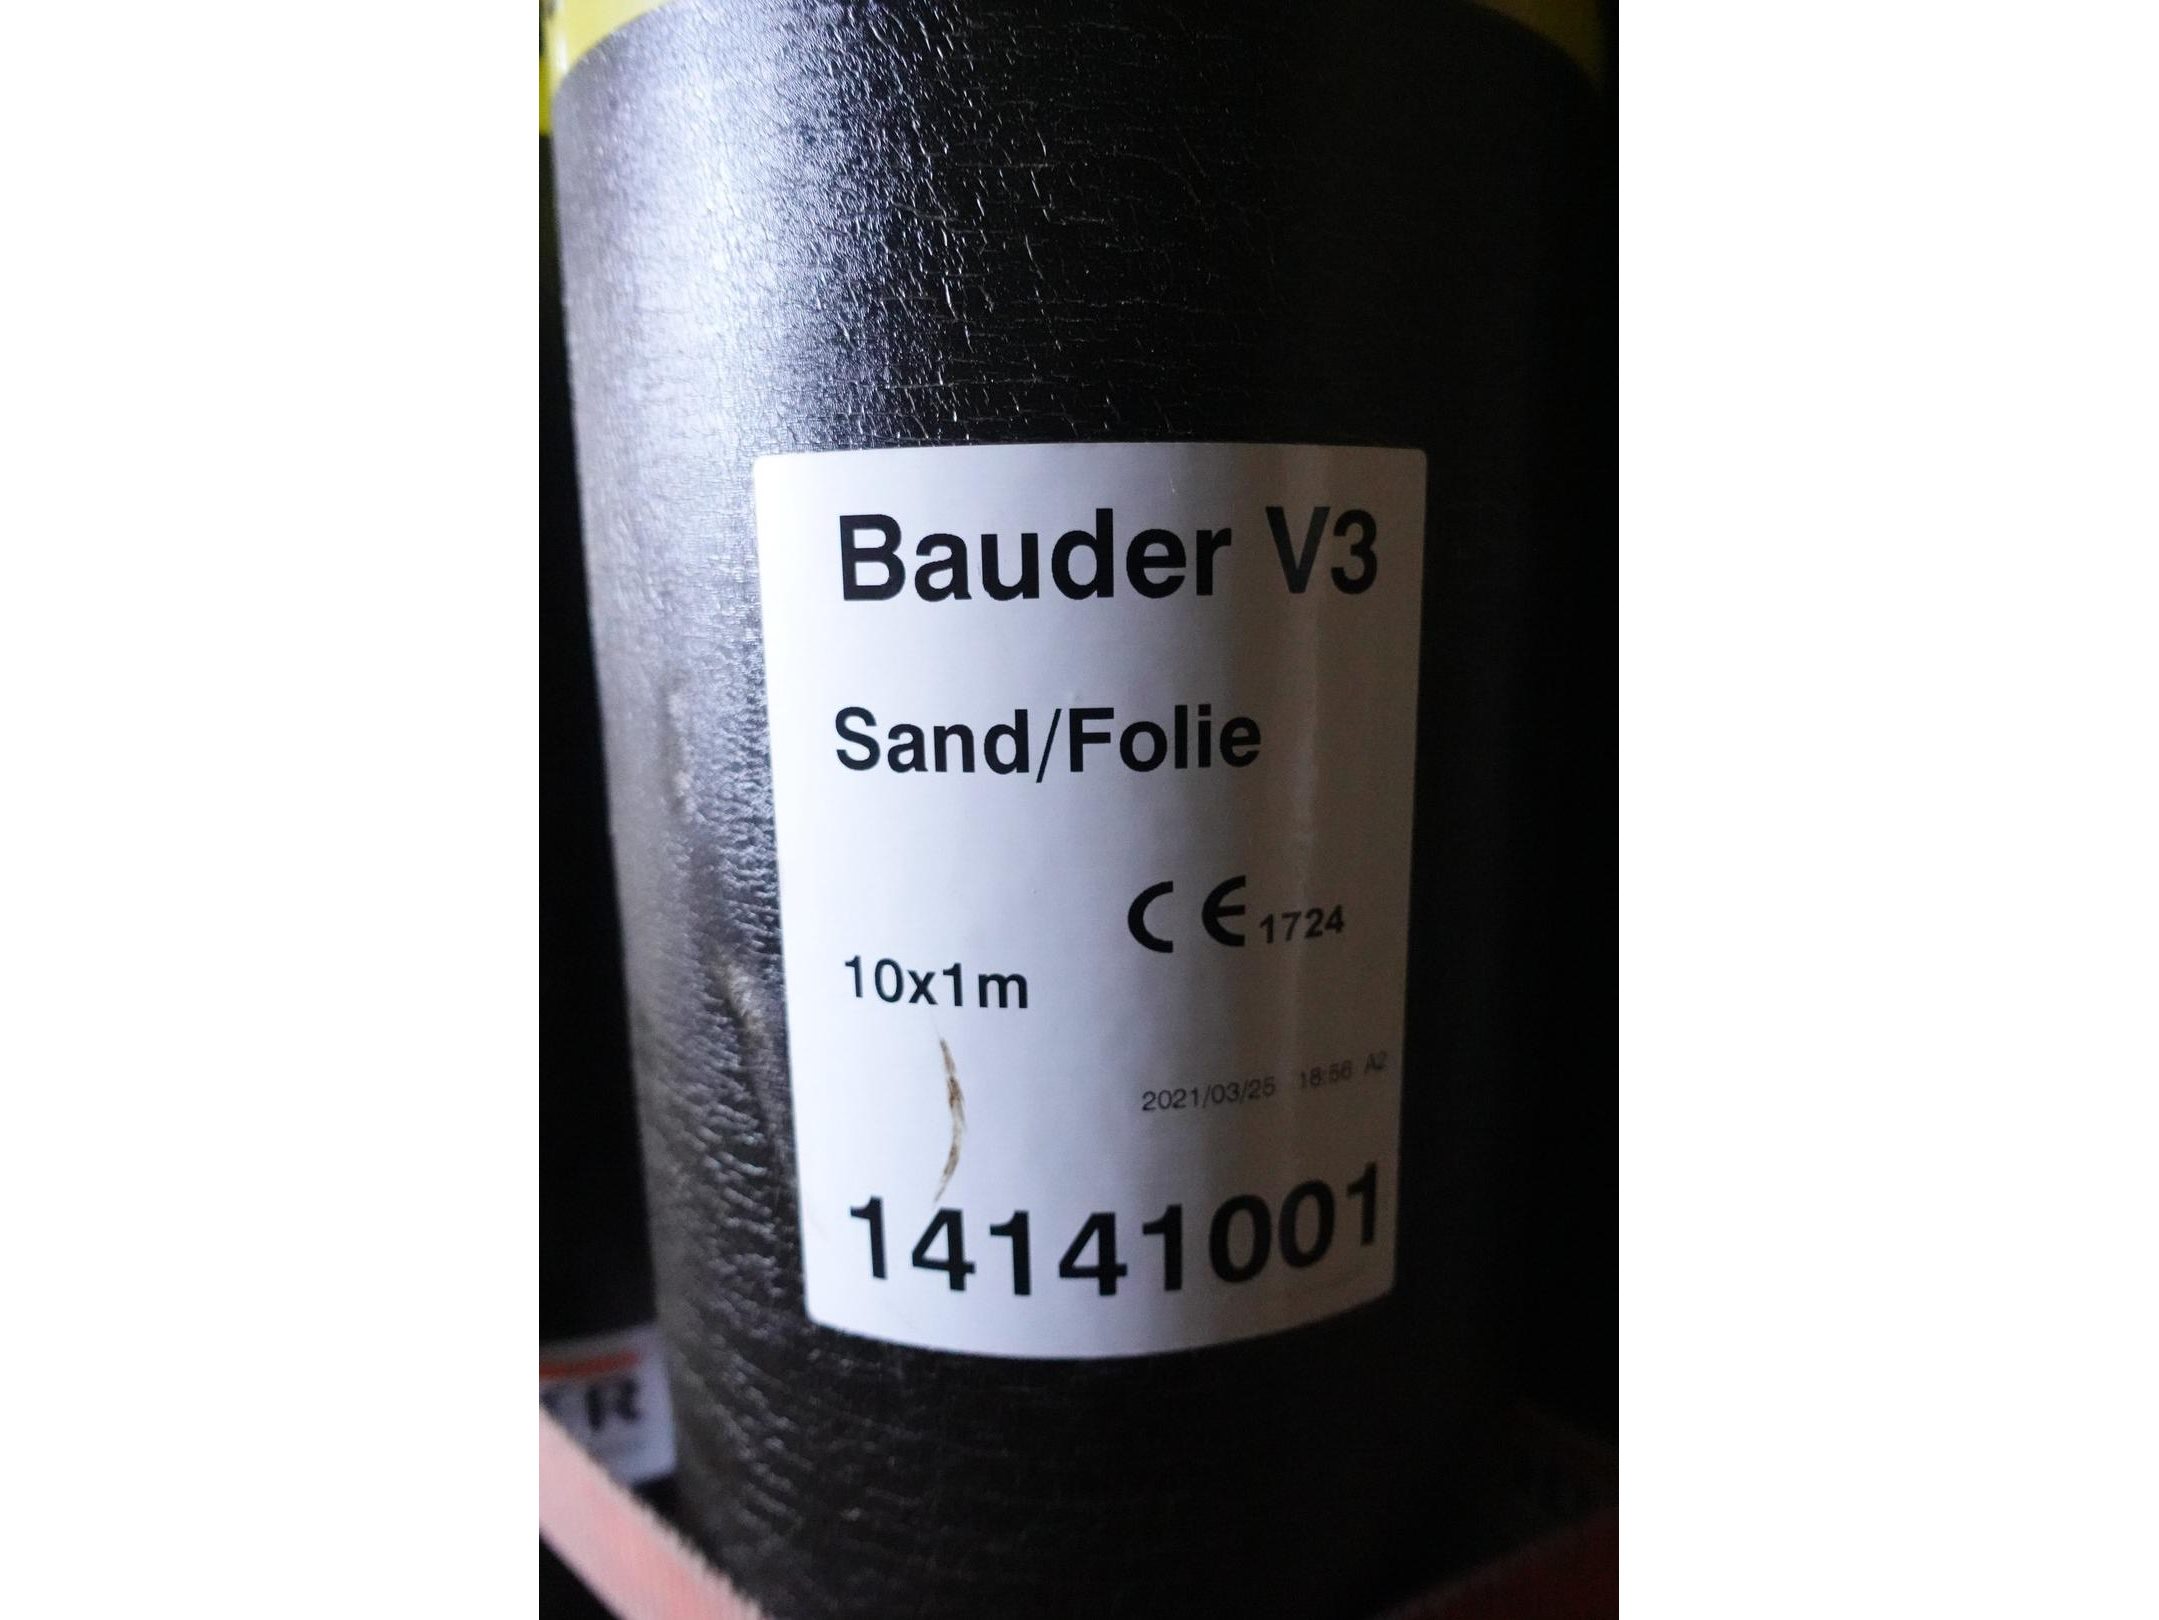 Bauder V3
Sand/Folie
CE 1724
10x1m
2021/03/25 18:56 A2
14141001